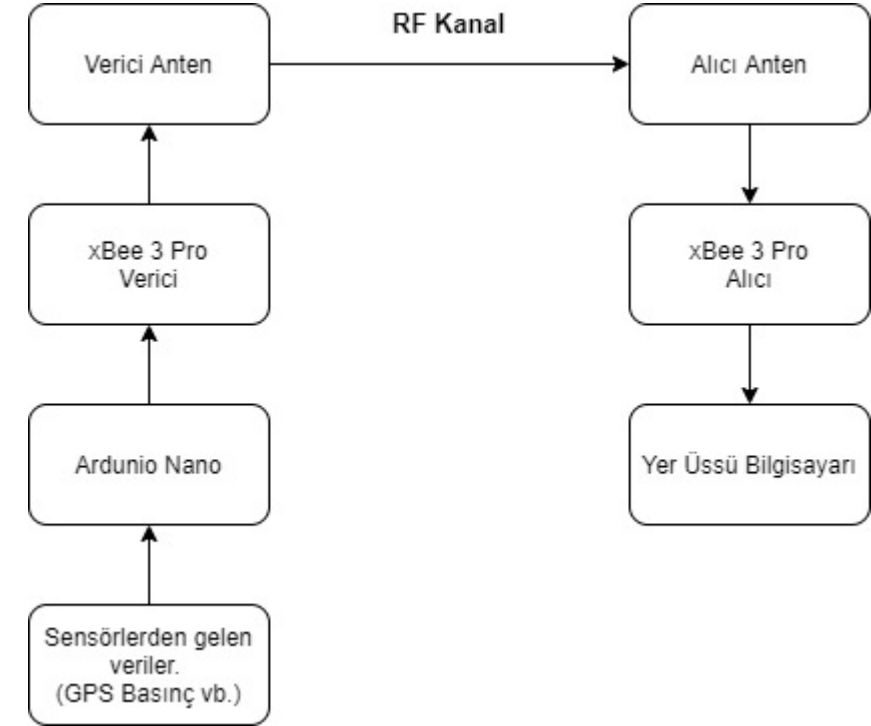 RF Kanal
Verici Anten
Alıcı Anten
xBee 3 Pro
Verici
xBee 3 Pro
Alıcı
Ardunio Nano
Yer Üssü Bilgisayarı
Sensörlerden gelen
veriler.
(GPS Basınç vb.)